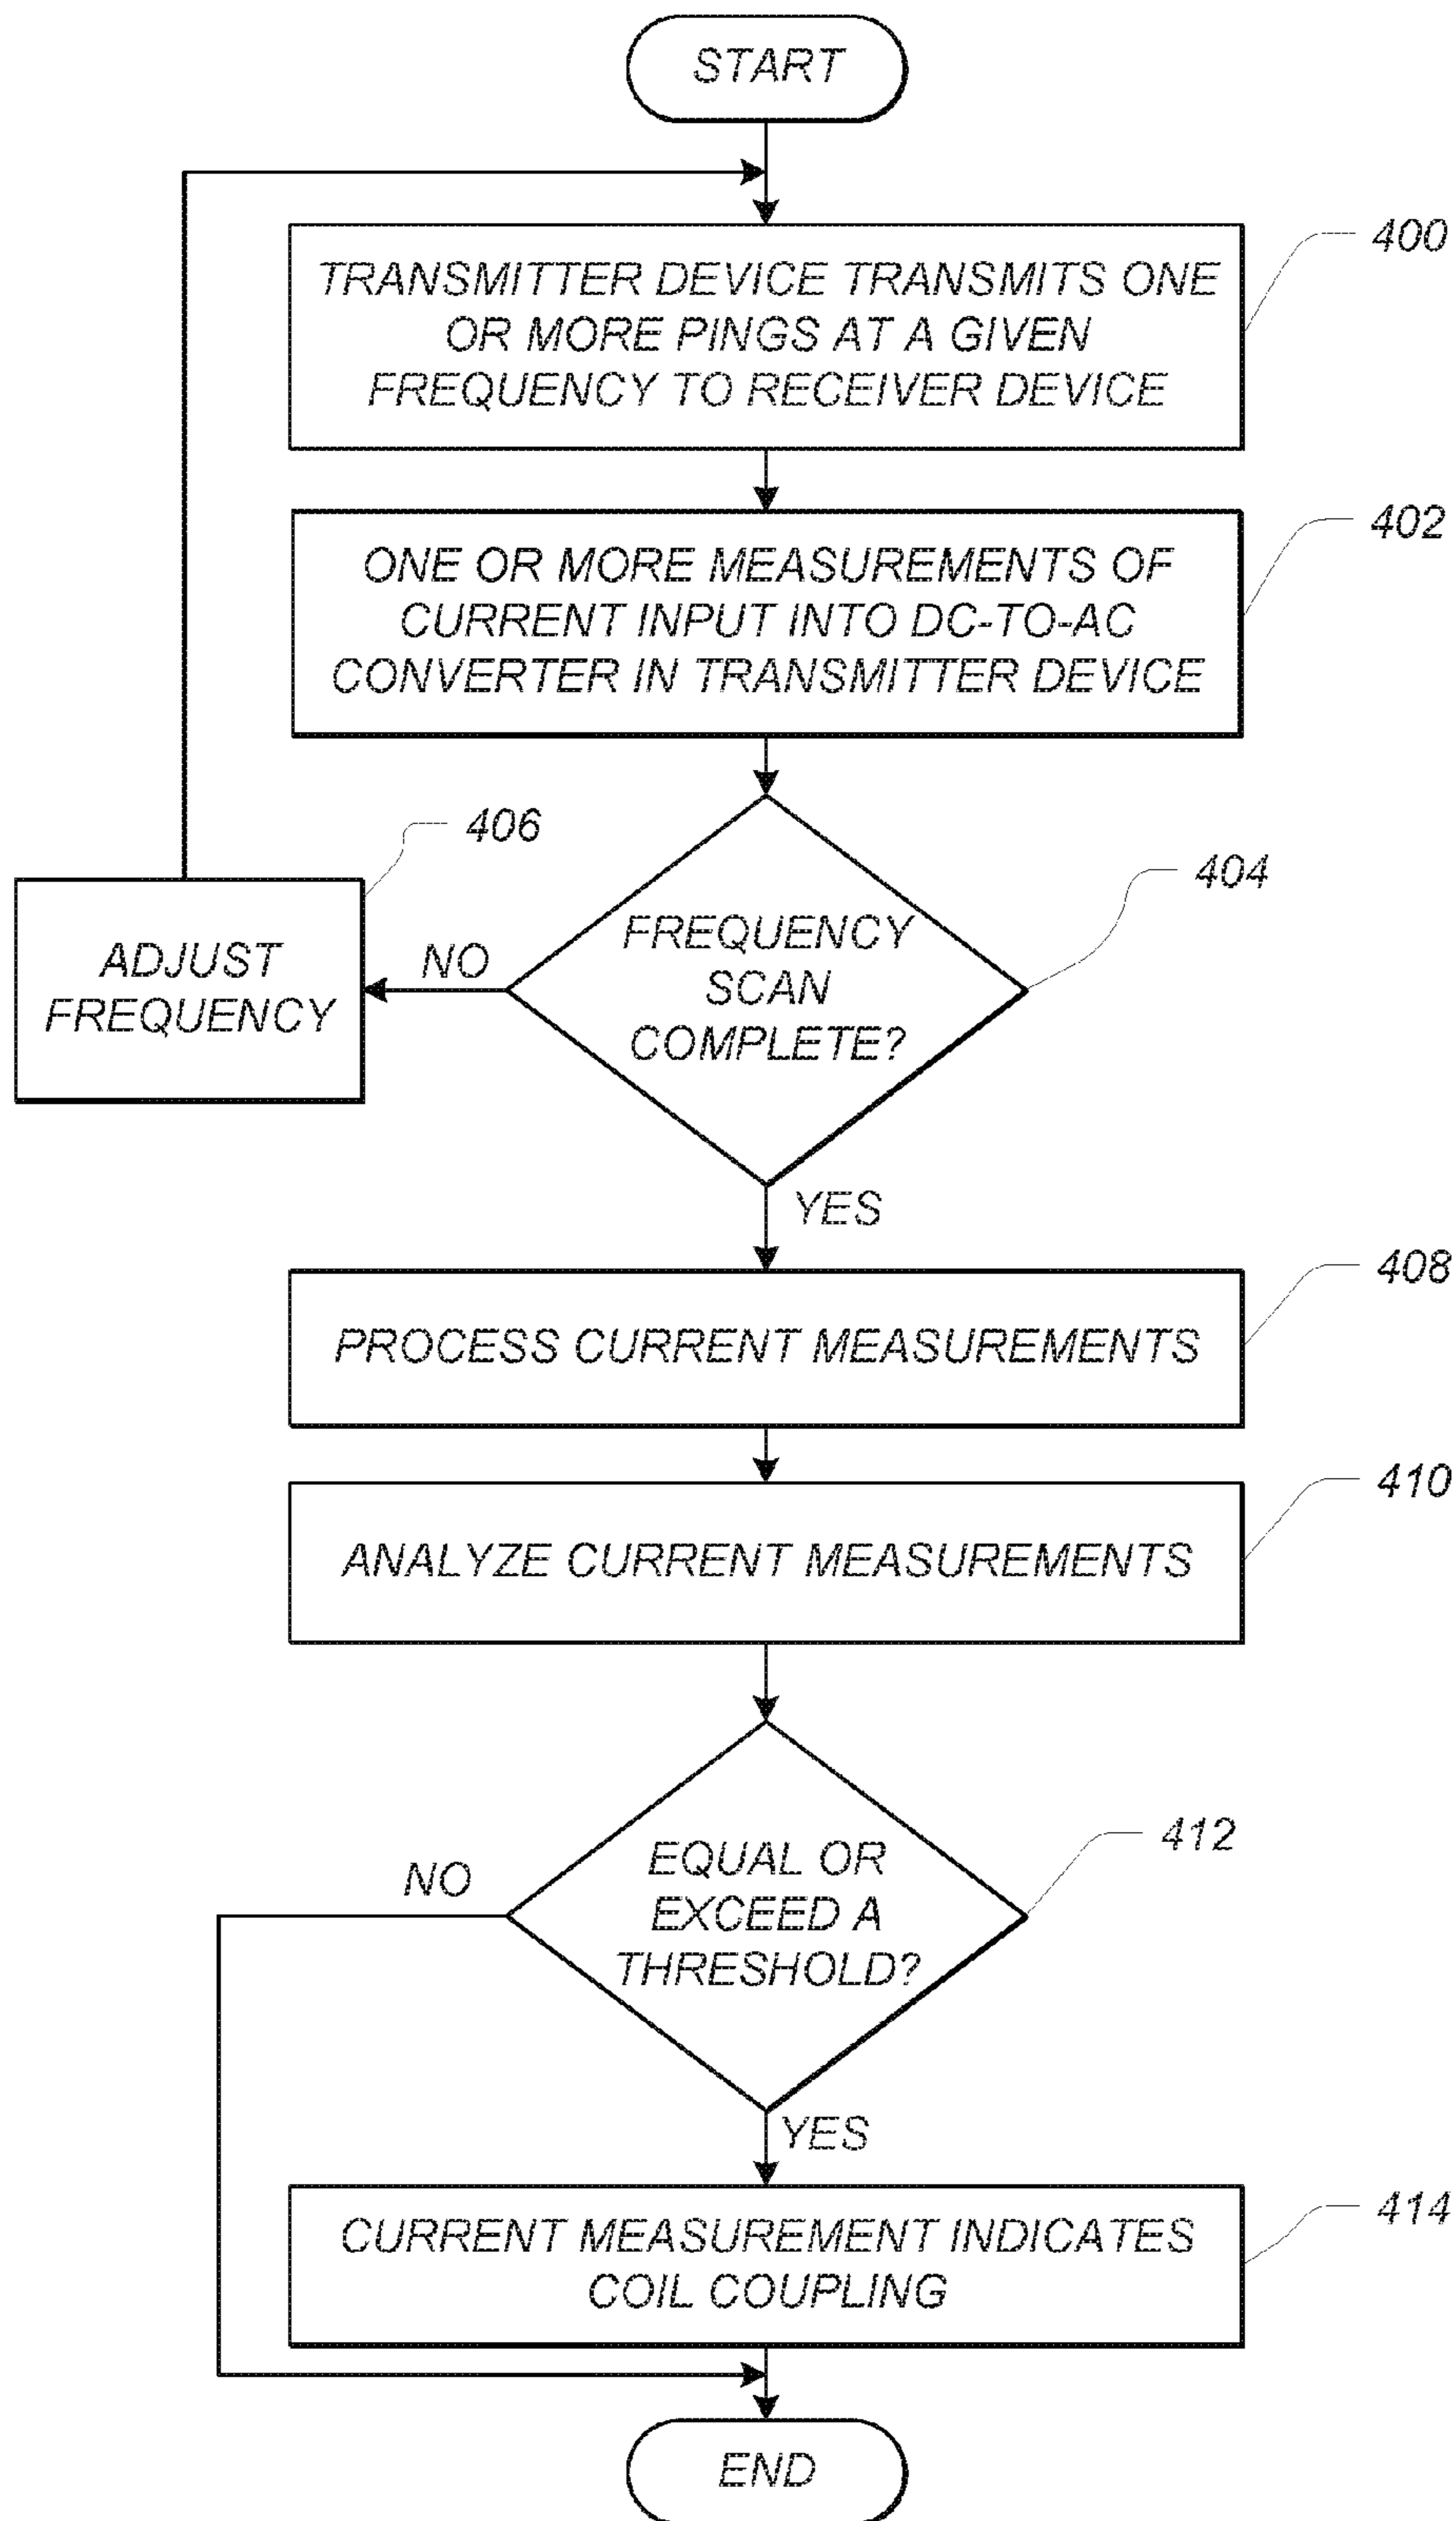 START
400
TRANSMITTER DEVICE TRANSMITS ONE
OR MORE PINGS AT A GIVEN
FREQUENCY TO RECEIVER DEVICE
402
ONE OR MORE MEASUREMENTS OF
CURRENT INPUT INTO DC-TO-AC
CONVERTER IN TRANSMITTER DEVICE
406
404
ADJUST
FREQUENCY
NO
FREQUENCY
SCAN
COMPLETE?
YES
408
PROCESS CURRENT MEASUREMENTS
410
ANALYZE CURRENT MEASUREMENTS
412
NO
EQUAL OR
EXCEED A
THRESHOLD?
YES
414
CURRENT MEASUREMENT INDICATES
COIL COUPLING
END